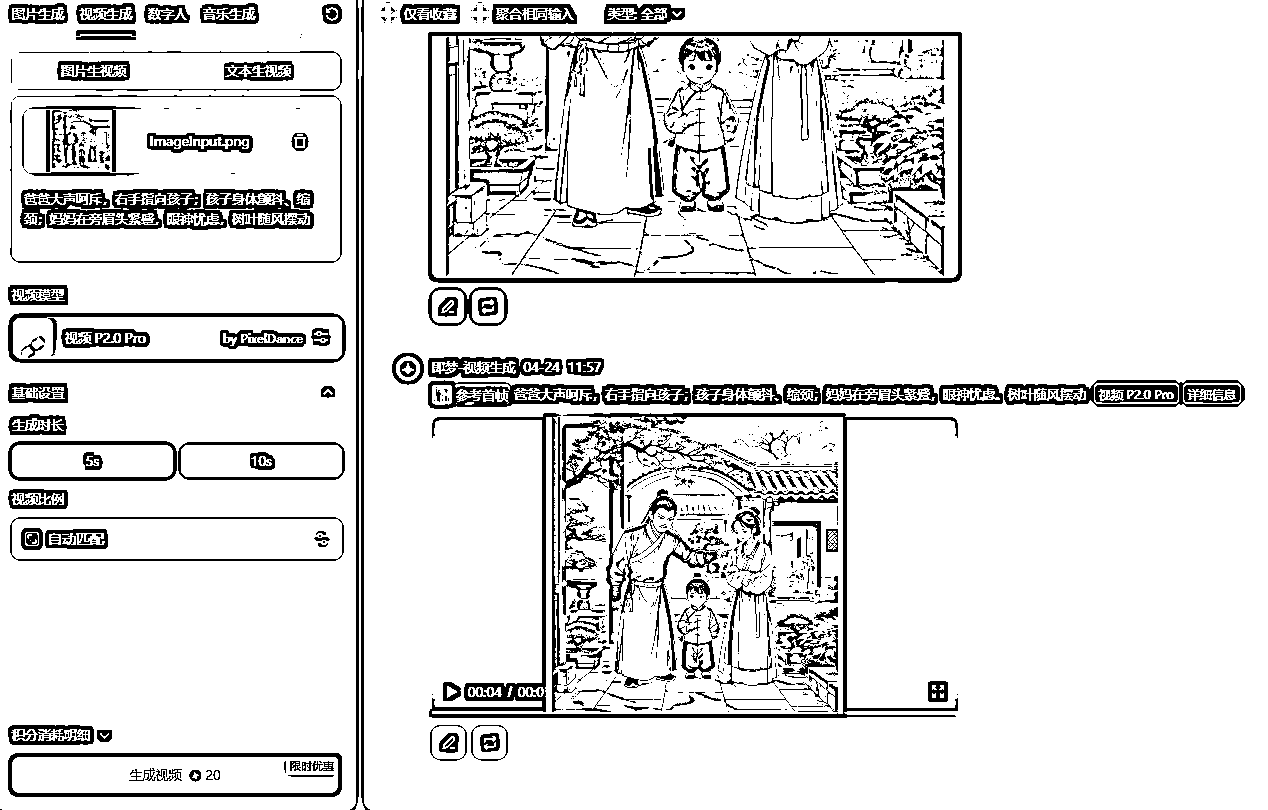 图片生成 视频生成 数字人 音乐生成
图片生视频 文本生视频
ImageInput.png
爸爸大声呵斥，右手指向孩子；孩子身体颤抖、缩
颈；妈妈在旁眉头紧蹙，眼神忧虑。树叶随风摆动
视频模型
视频 P2.0 Pro by PixelDance
基础设置
生成时长
5s 10s
视频比例
自动匹配
积分消耗明细
生成视频 20 限时优惠
仅看收藏 聚合相同输入 类型: 全部
即梦-视频生成 04-24 11:57
参考首帧 爸爸大声呵斥，右手指向孩子；孩子身体颤抖、缩颈；妈妈在旁眉头紧蹙，眼神忧虑。树叶随风摆动 视频 P2.0 Pro 详细信息
00:04 / 00:0